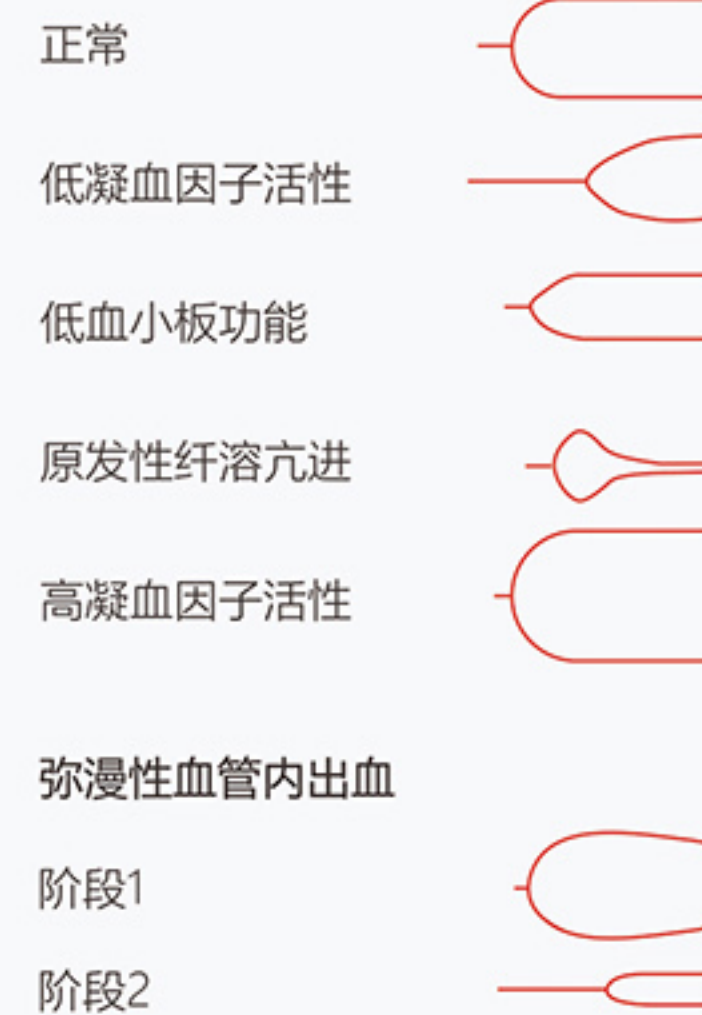 正常
低凝血因子活性
低血小板功能
原发性纤溶亢进
高凝血因子活性
弥漫性血管内出血
阶段1
阶段2